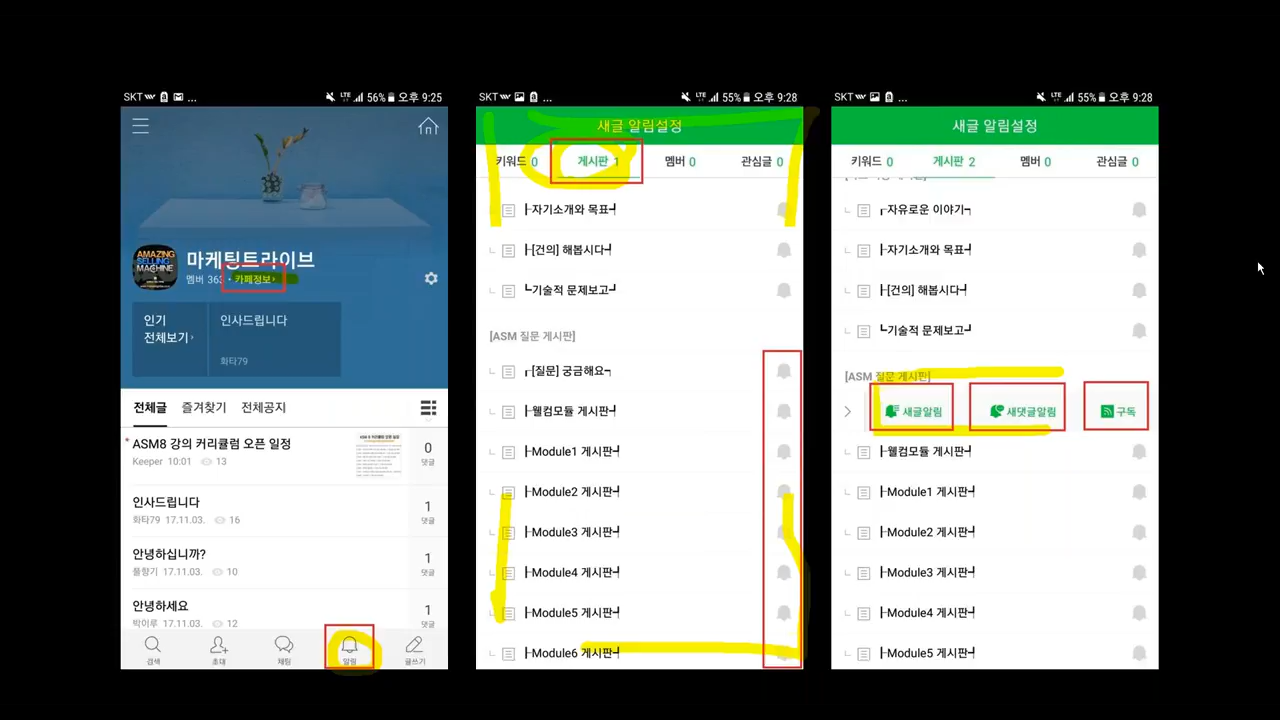 SKT ... LTE 56% 오후 9:25
AMAZING
SELLING
MACHINE
마케팅트라이브
멤버 363 • 카페정보 ›
인기
전체보기 ›
인사드립니다
화타79
전체글 즐겨찾기 전체공지
* ASM8 강의 커리큘럼 오픈 일정
Keeper 10:01 13
0
댓글
인사드립니다
화타79 17.11.03. 16
1
댓글
안녕하십니까?
풀향기 17.11.03. 10
1
댓글
안녕하세요
박이루 17.11.03. 12
1
댓글
검색 초대 채팅 알림 글쓰기
SKT ... LTE 55% 오후 9:28
새글 알림설정
키워드 0 게시판 1 멤버 0 관심글 0
┠자기소개와 목표┫
┠[건의] 해봅시다┫
┗기술적 문제보고┛
[ASM 질문 게시판]
┏[질문] 궁금해요┓
┠웰컴모듈 게시판┫
┠Module1 게시판┫
┠Module2 게시판┫
┠Module3 게시판┫
┠Module4 게시판┫
┠Module5 게시판┫
┠Module6 게시판┫
SKT ... LTE 55% 오후 9:28
새글 알림설정
키워드 0 게시판 2 멤버 0 관심글 0
┏자유로운 이야기┓
┠자기소개와 목표┫
┠[건의] 해봅시다┫
┗기술적 문제보고┛
[ASM 질문 게시판]
새글알림 새댓글알림 구독
┠웰컴모듈 게시판┫
┠Module1 게시판┫
┠Module2 게시판┫
┠Module3 게시판┫
┠Module4 게시판┫
┠Module5 게시판┫